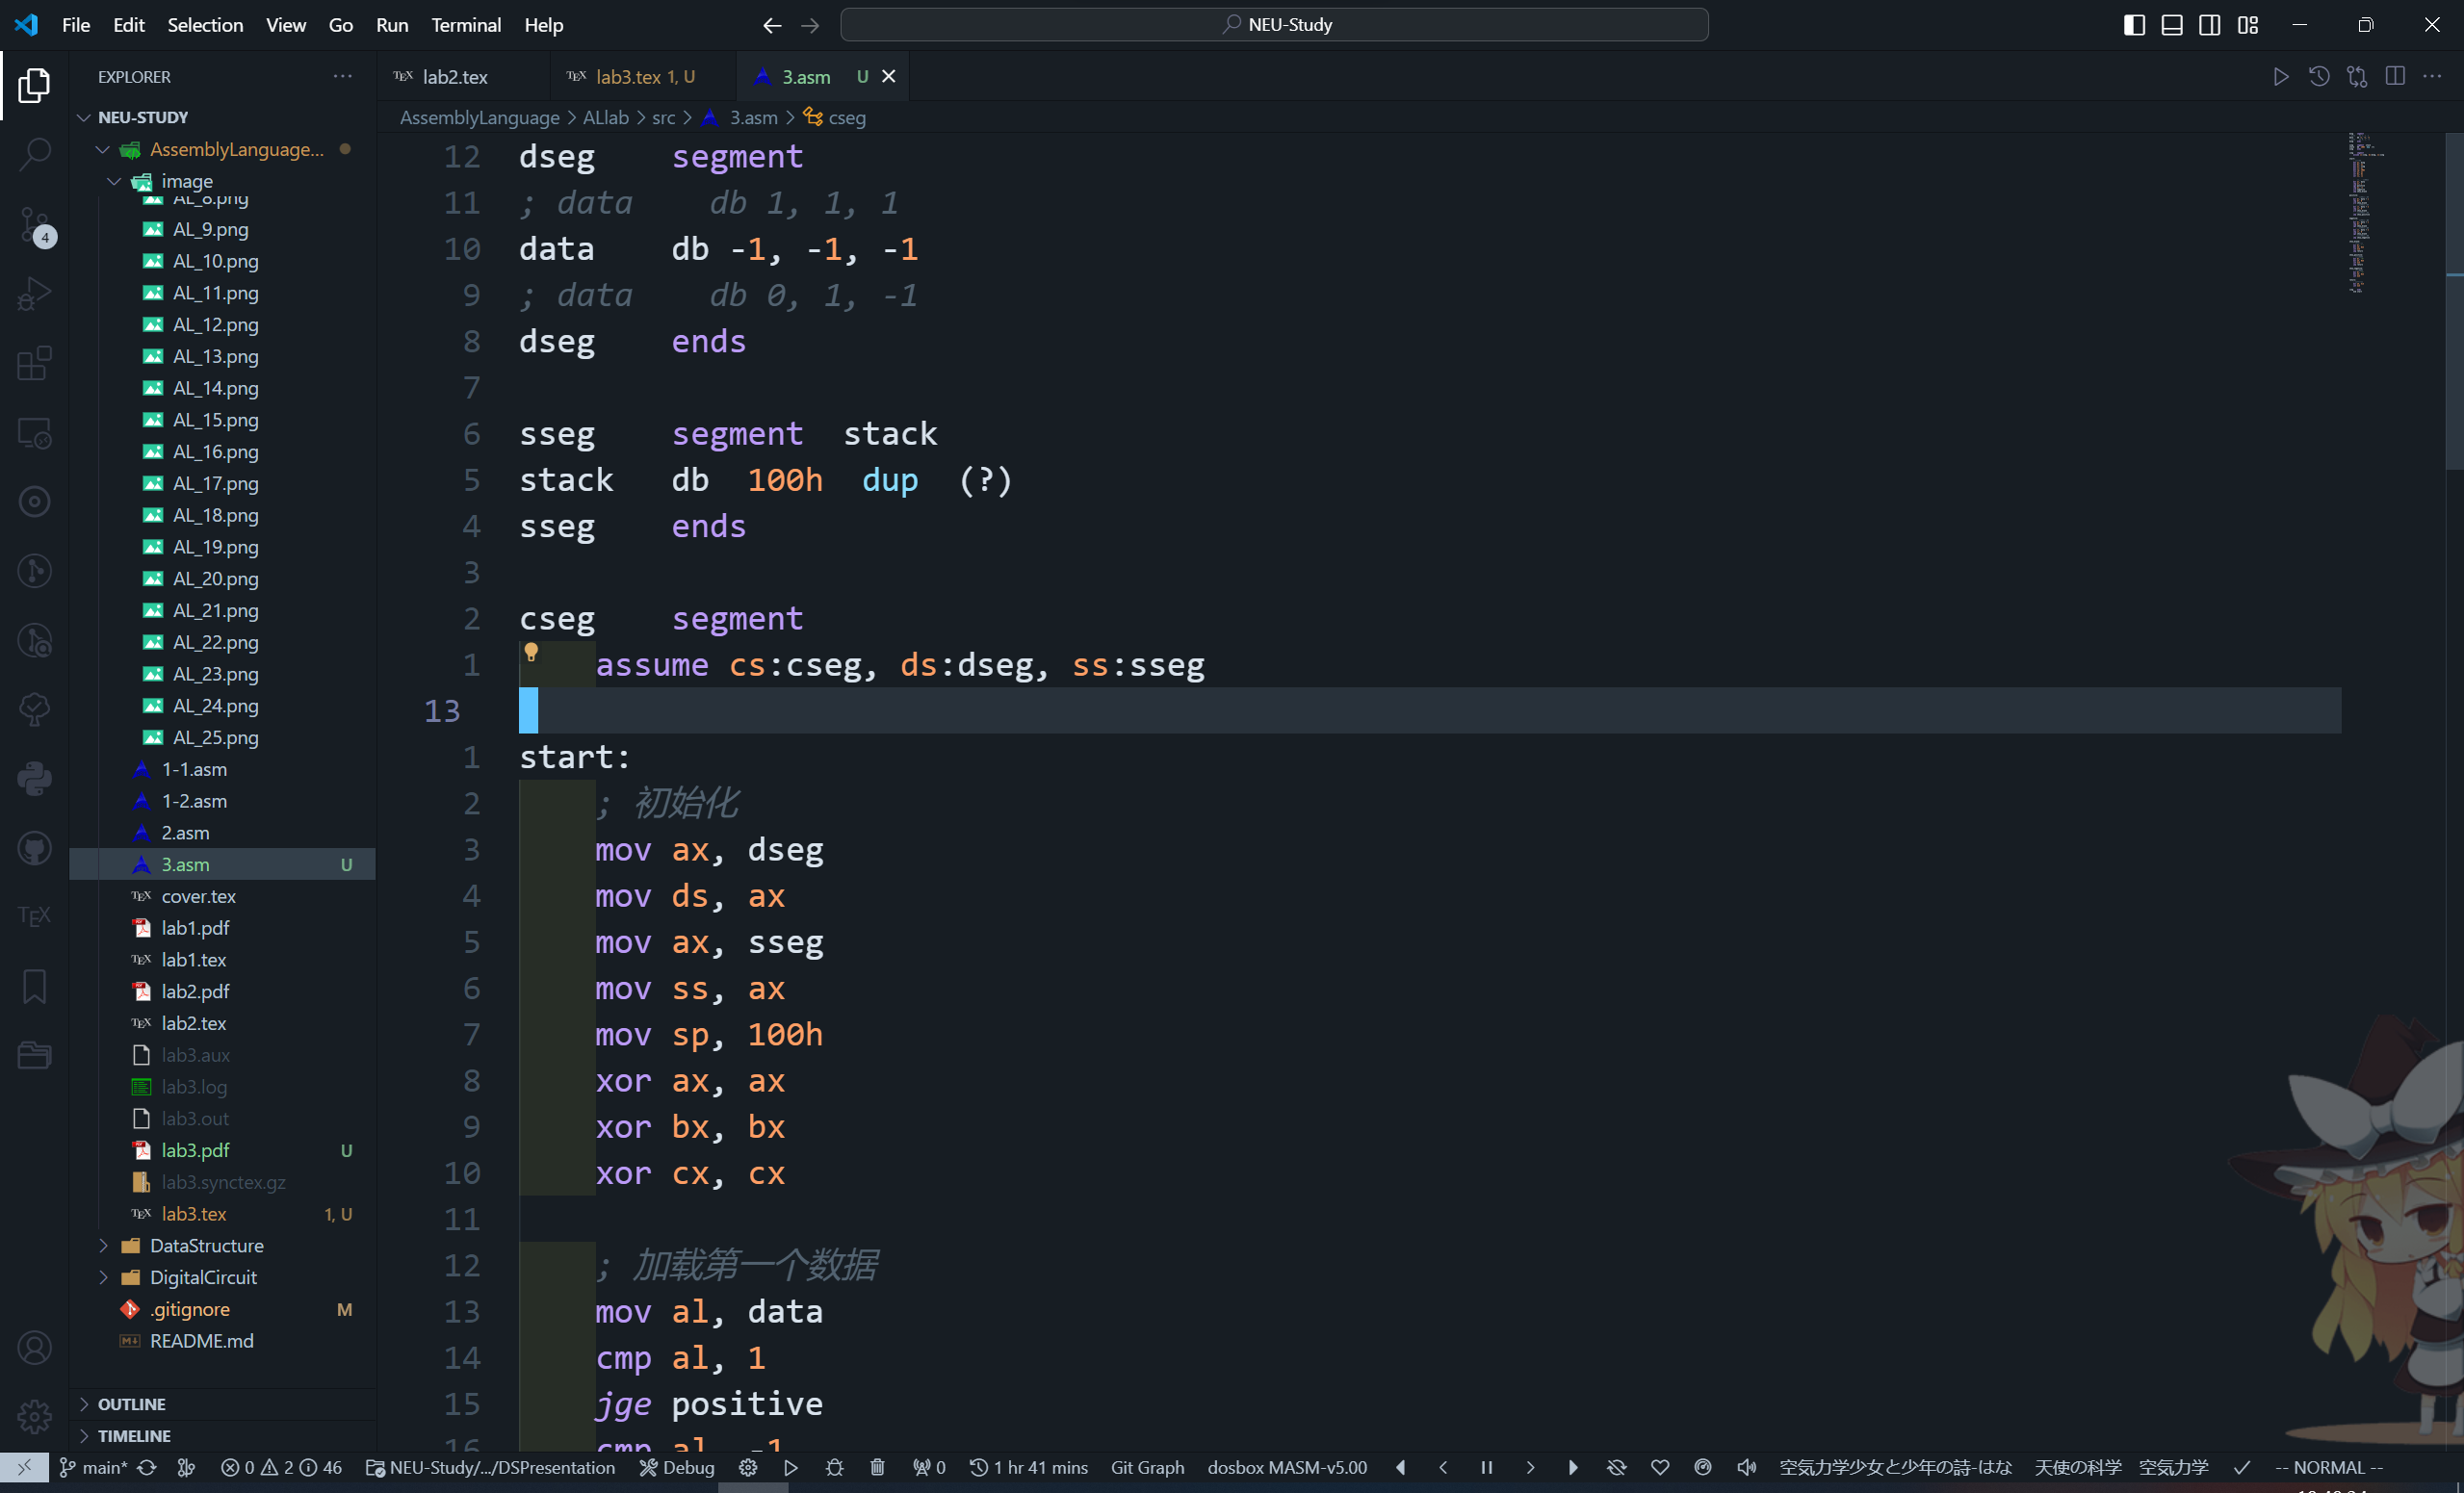 File Edit Selection View Go Run Terminal Help
NEU-Study
EXPLORER
lab2.tex
lab3.tex 1, U
3.asm U
AssemblyLanguage > ALlab > src > 3.asm > cseg
NEU-STUDY
AssemblyLanguage...
image
AL_8.png
AL_9.png
AL_10.png
AL_11.png
AL_12.png
AL_13.png
AL_14.png
AL_15.png
AL_16.png
AL_17.png
AL_18.png
AL_19.png
AL_20.png
AL_21.png
AL_22.png
AL_23.png
AL_24.png
AL_25.png
1-1.asm
1-2.asm
2.asm
3.asm U
cover.tex
lab1.pdf
lab1.tex
lab2.pdf
lab2.tex
lab3.aux
lab3.log
lab3.out
lab3.pdf U
lab3.synctex.gz
lab3.tex 1, U
DataStructure
DigitalCircuit
.gitignore M
README.md
OUTLINE
TIMELINE
4
TEX
12 dseg segment
11 ; data db 1, 1, 1
10 data db -1, -1, -1
9 ; data db 0, 1, -1
8 dseg ends
7
6 sseg segment stack
5 stack db 100h dup (?)
4 sseg ends
3
2 cseg segment
1 assume cs:cseg, ds:dseg, ss:sseg
13
1 start:
2 ; 初始化
3 mov ax, dseg
4 mov ds, ax
5 mov ax, sseg
6 mov ss, ax
7 mov sp, 100h
8 xor ax, ax
9 xor bx, bx
10 xor cx, cx
11
12 ; 加载第一个数据
13 mov al, data
14 cmp al, 1
15 jge positive
16 cmp al, -1
main* 0 2 46 NEU-Study/.../DSPresentation Debug 0 1 hr 41 mins Git Graph dosbox MASM-v5.00 空気力学少女と少年の詩-はな 天使の科学 空気力学 -- NORMAL --